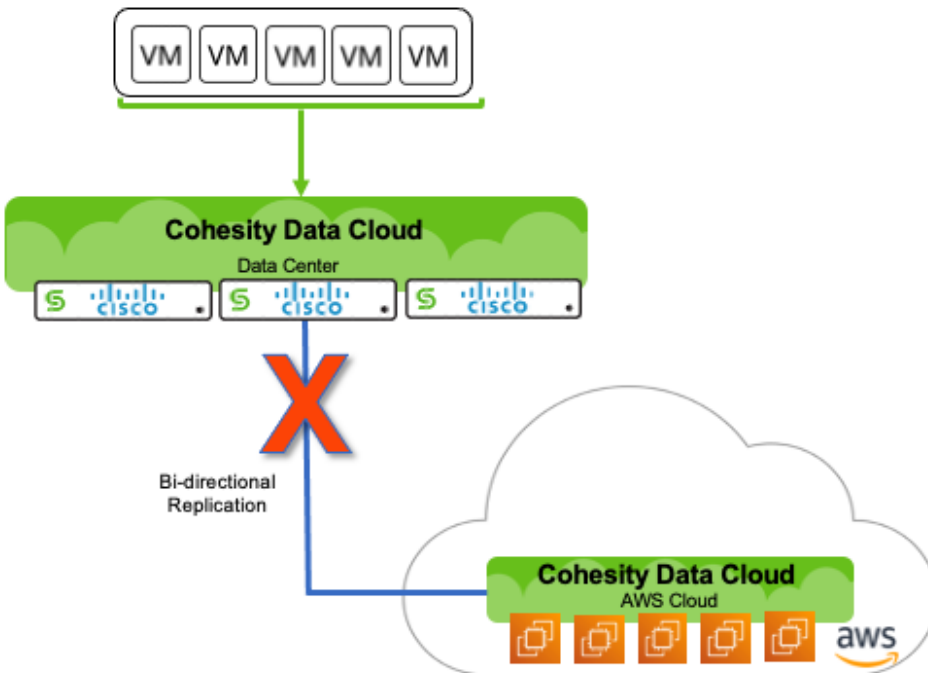 VM VM VM VM VM
Cohesity Data Cloud
Data Center
CISCO CISCO CISCO
X
Bi-directional
Replication
Cohesity Data Cloud
AWS Cloud
aws